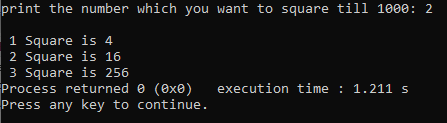 print the number which you want to square till 1000: 2
1 Square is 4
2 Square is 16
3 Square is 256
Process returned 0 (0x0)   execution time : 1.211 s
Press any key to continue.